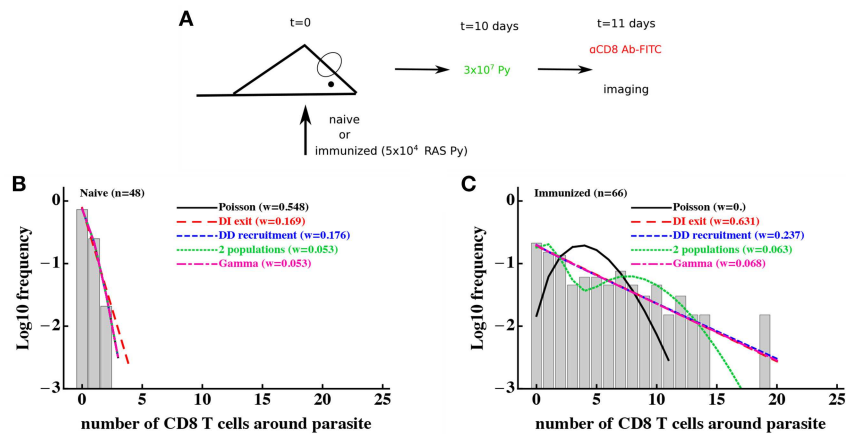 A
t=0
t=10 days
t=11 days
αCD8 Ab-FITC
3x10⁷ Py
imaging
naive
or
immunized (5x10⁴ RAS Py)
B
Naive (n=48)
Poisson (w=0.548)
DI exit (w=0.169)
DD recruitment (w=0.176)
2 populations (w=0.053)
Gamma (w=0.053)
Log10 frequency
0
−1
−2
−3
0 5 10 15 20 25
number of CD8 T cells around parasite
C
Immunized (n=66)
Poisson (w=0.)
DI exit (w=0.631)
DD recruitment (w=0.237)
2 populations (w=0.063)
Gamma (w=0.068)
Log10 frequency
0
−1
−2
−3
0 5 10 15 20 25
number of CD8 T cells around parasite